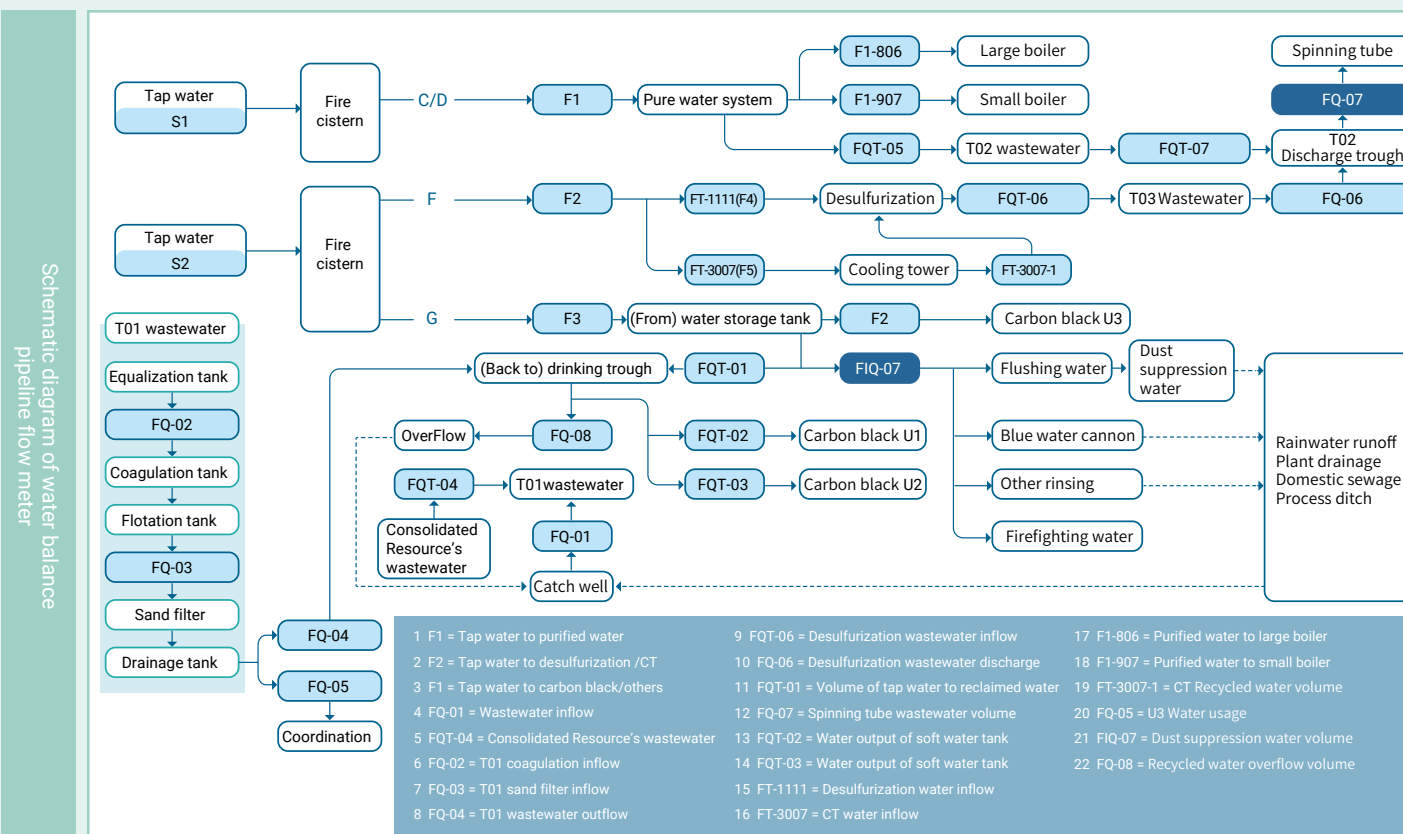 Schematic diagram of water balance
pipeline flow meter
Tap water
S1
Fire
cistern
C/D
F1
Pure water system
F1-806
Large boiler
F1-907
Small boiler
FQT-05
T02 wastewater
FQT-07
T02
Discharge trough
FQ-07
Spinning tube
Tap water
S2
Fire
cistern
F
F2
FT-1111(F4)
Desulfurization
FQT-06
T03 Wastewater
FQ-06
FT-3007(F5)
Cooling tower
FT-3007-1
G
F3
(From) water storage tank
F2
Carbon black U3
(Back to) drinking trough
FQT-01
FIQ-07
Flushing water
Dust
suppression
water
OverFlow
FQ-08
FQT-02
Carbon black U1
Blue water cannon
FQT-04
T01wastewater
FQT-03
Carbon black U2
Other rinsing
Consolidated
Resource's
wastewater
FQ-01
Firefighting water
Catch well
Rainwater runoff
Plant drainage
Domestic sewage
Process ditch
T01 wastewater
Equalization tank
FQ-02
Coagulation tank
Flotation tank
FQ-03
Sand filter
Drainage tank
FQ-04
FQ-05
Coordination
1 F1 = Tap water to purified water
2 F2 = Tap water to desulfurization /CT
3 F1 = Tap water to carbon black/others
4 FQ-01 = Wastewater inflow
5 FQT-04 = Consolidated Resource's wastewater
6 FQ-02 = T01 coagulation inflow
7 FQ-03 = T01 sand filter inflow
8 FQ-04 = T01 wastewater outflow
9 FQT-06 = Desulfurization wastewater inflow
10 FQ-06 = Desulfurization wastewater discharge
11 FQT-01 = Volume of tap water to reclaimed water
12 FQ-07 = Spinning tube wastewater volume
13 FQT-02 = Water output of soft water tank
14 FQT-03 = Water output of soft water tank
15 FT-1111 = Desulfurization water inflow
16 FT-3007 = CT water inflow
17 F1-806 = Purified water to large boiler
18 F1-907 = Purified water to small boiler
19 FT-3007-1 = CT Recycled water volume
20 FQ-05 = U3 Water usage
21 FIQ-07 = Dust suppression water volume
22 FQ-08 = Recycled water overflow volume